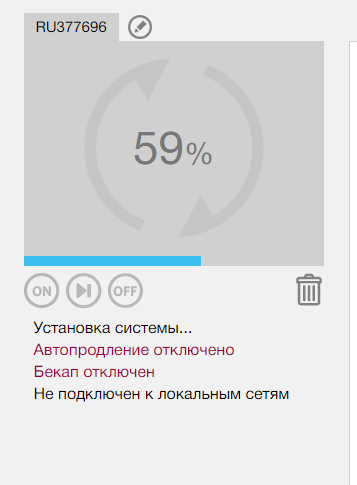 RU377696
59%
ON
OFF
Установка системы...
Автопродление отключено
Бекап отключен
Не подключен к локальным сетям